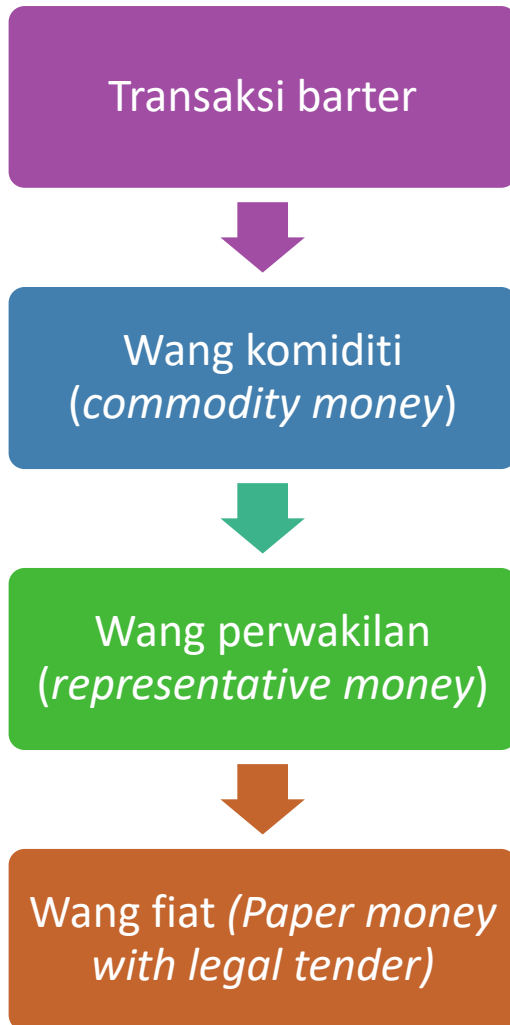 Transaksi barter
Wang komiditi
(commodity money)
Wang perwakilan
(representative money)
Wang fiat (Paper money
with legal tender)